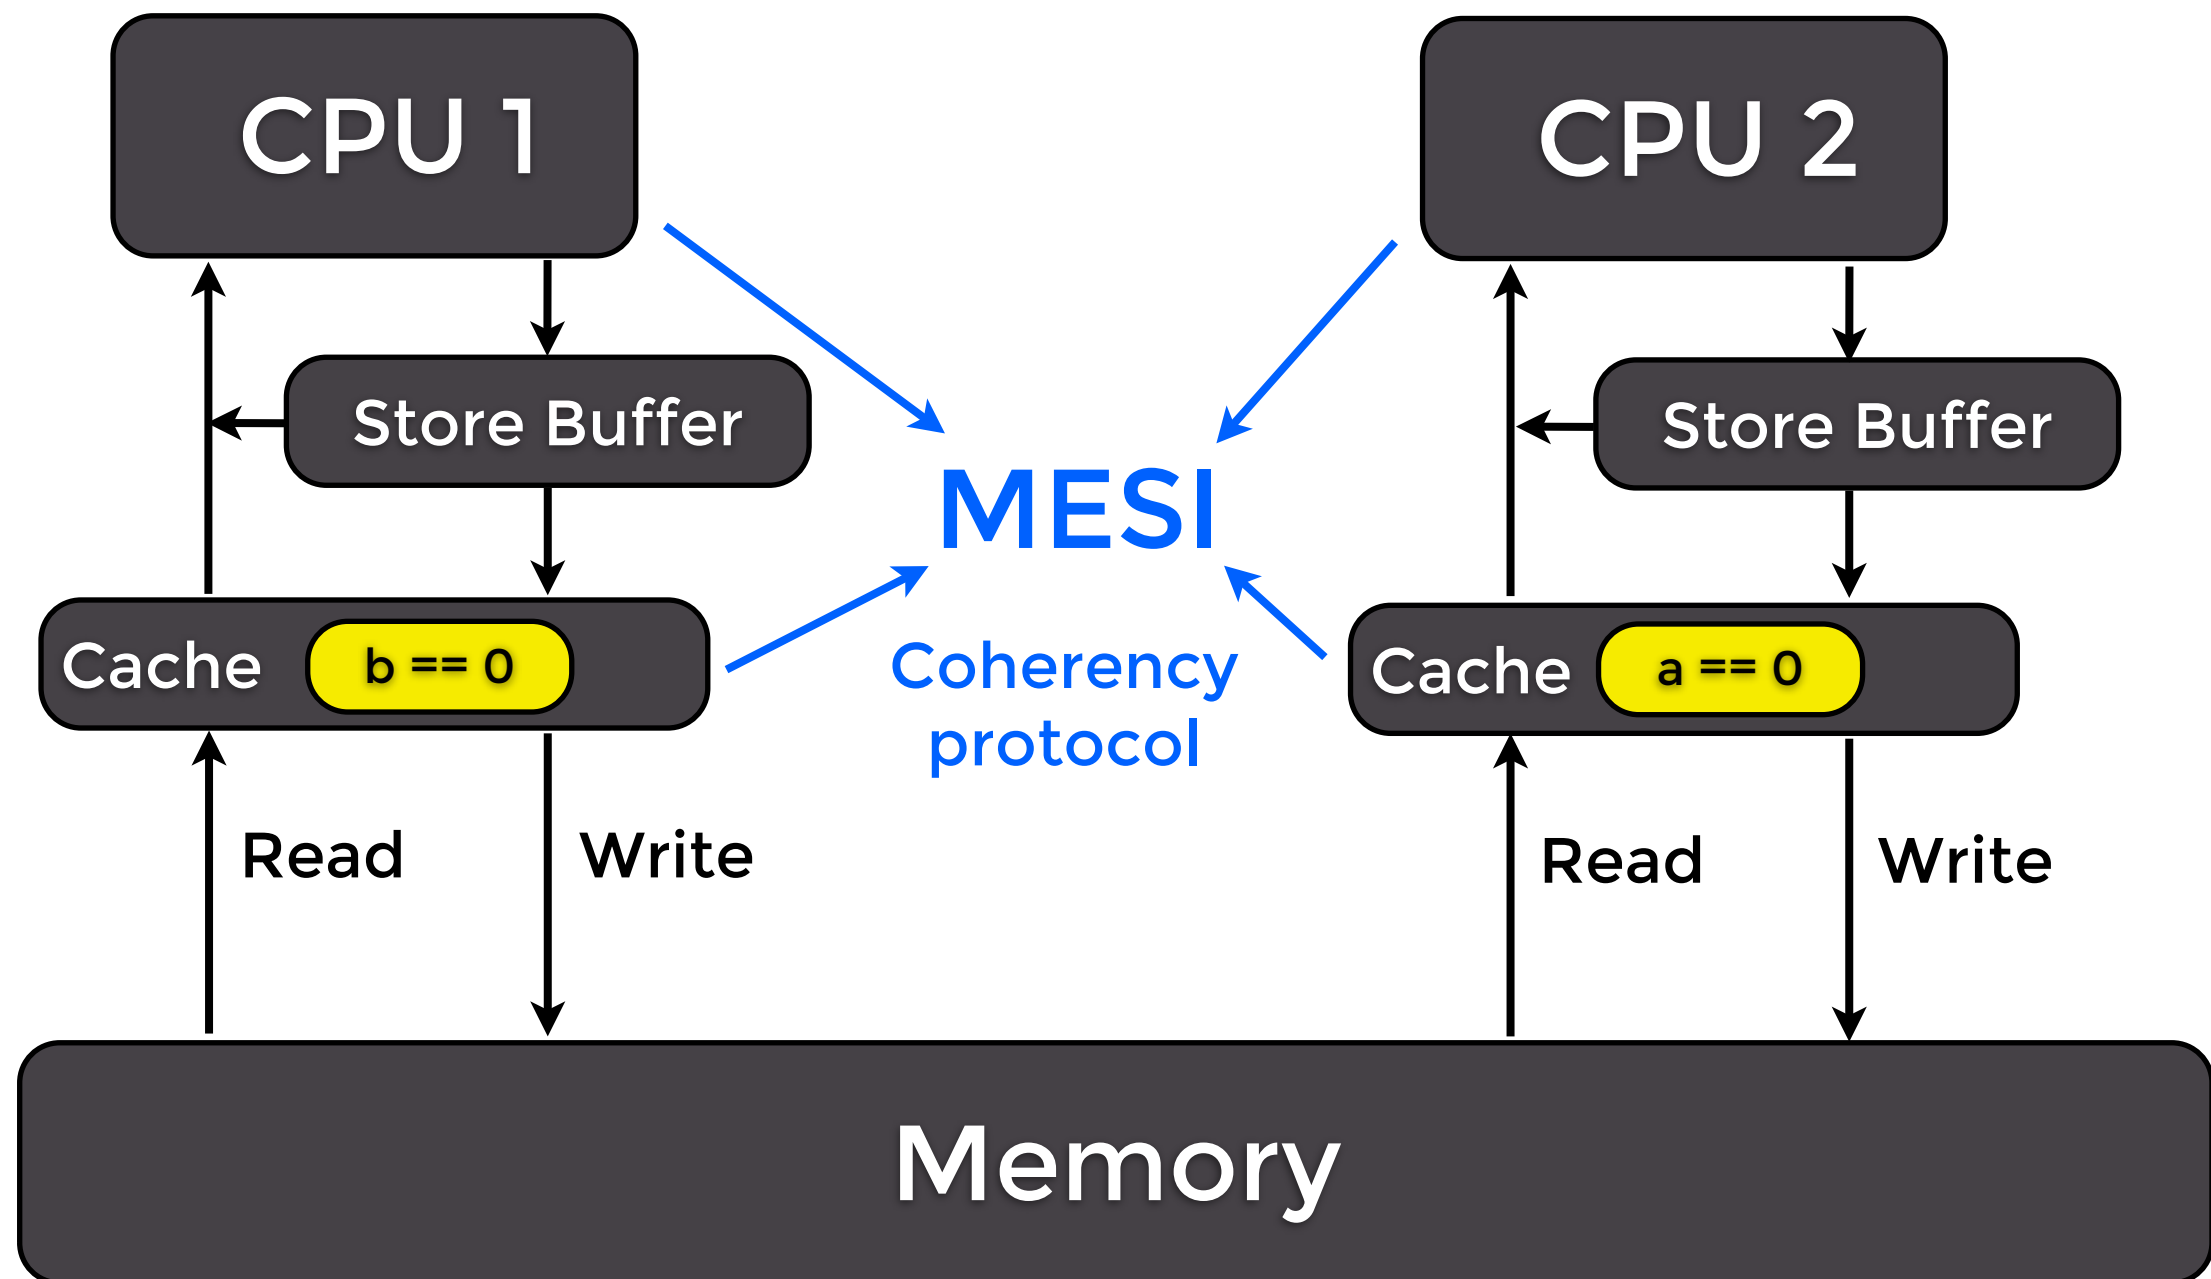 CPU 1
CPU 2
Store Buffer
Store Buffer
MESI
Coherency
protocol
Cache
b == 0
Cache
a == 0
Read
Write
Read
Write
Memory